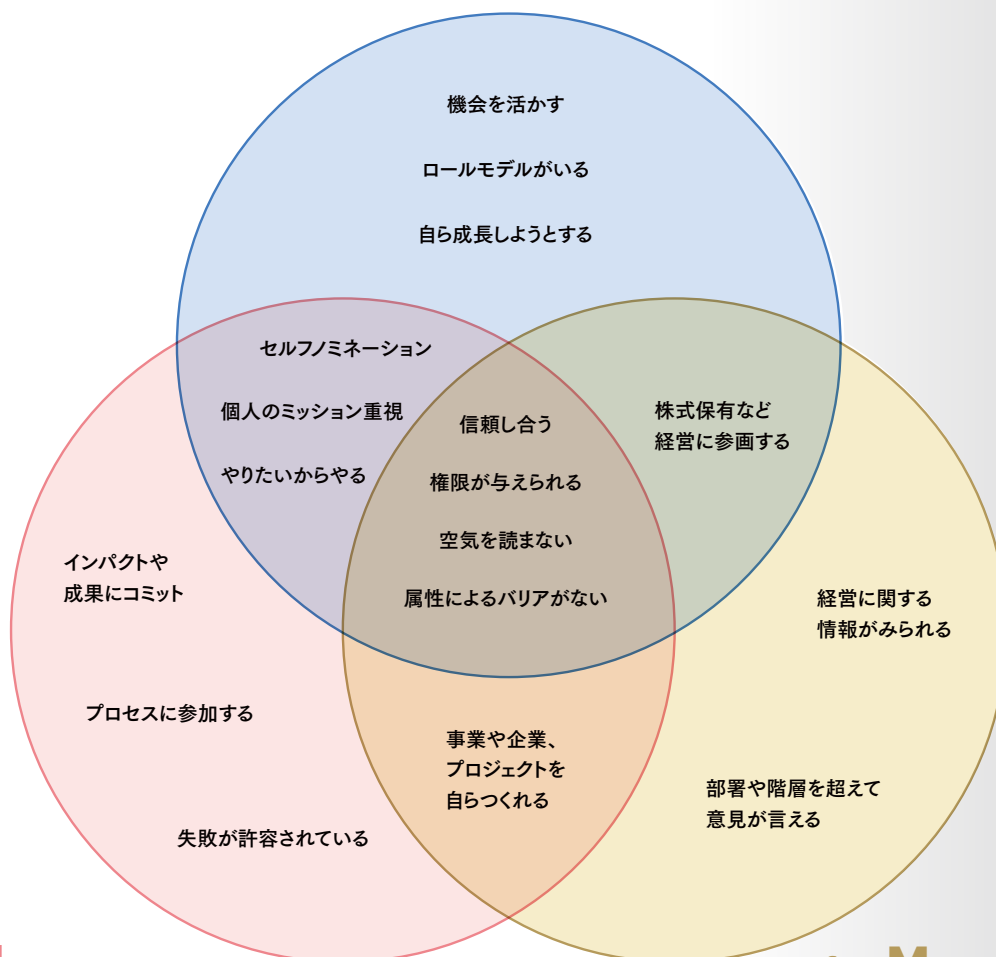 機会を活かす
ロールモデルがいる
自ら成長しようとする
セルフノミネーション
個人のミッション重視
やりたいからやる
信頼し合う
権限が与えられる
空気を読まない
属性によるバリアがない
株式保有など
経営に参画する
インパクトや
成果にコミット
プロセスに参加する
失敗が許容されている
事業や企業、
プロジェクトを
自らつくれる
経営に関する
情報がみられる
部署や階層を超えて
意見が言える